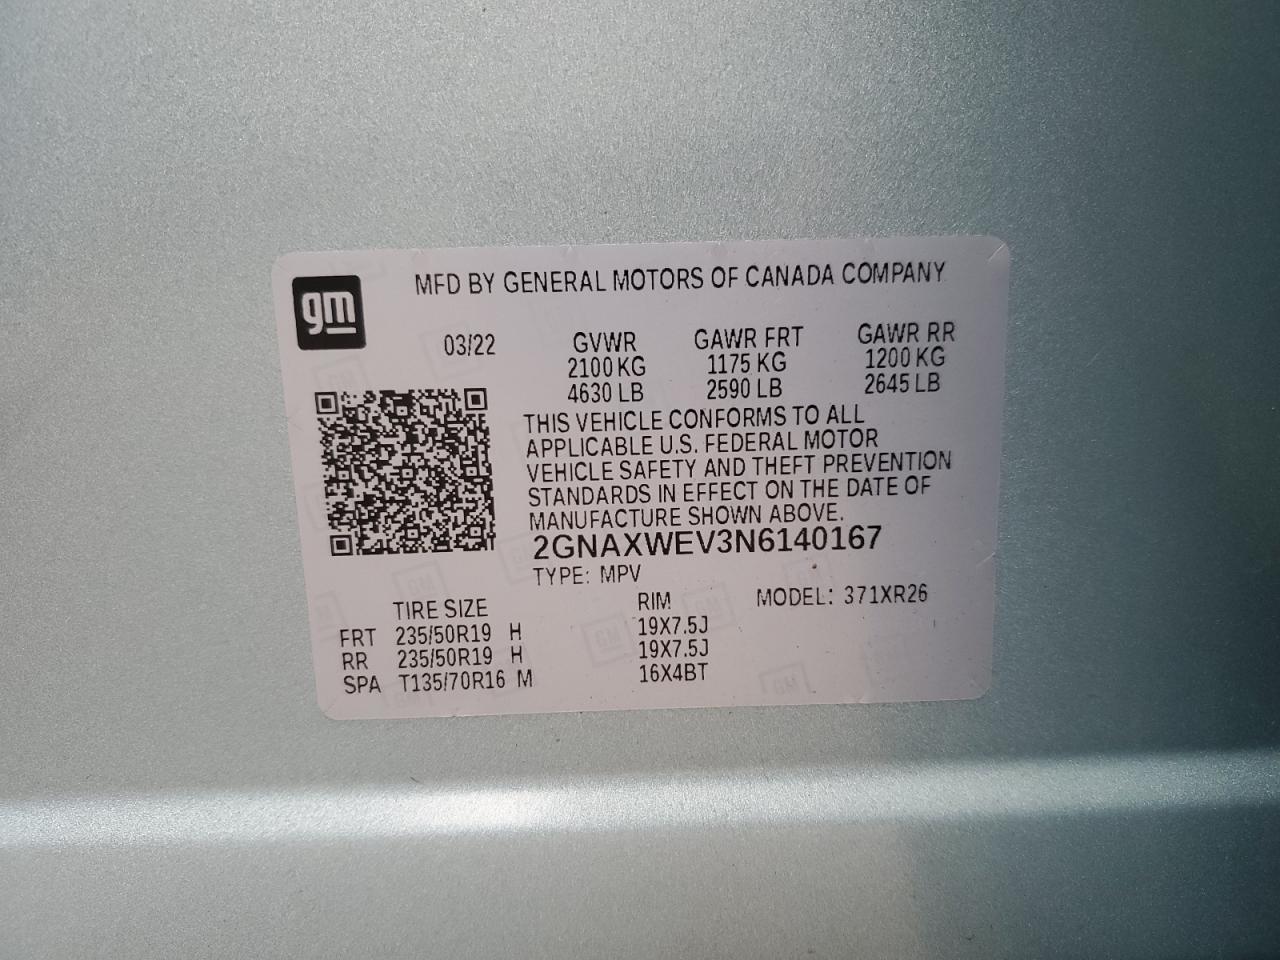 gm
MFD BY GENERAL MOTORS OF CANADA COMPANY
03/22 GVWR GAWR FRT GAWR RR
2100 KG 1175 KG 1200 KG
4630 LB 2590 LB 2645 LB
THIS VEHICLE CONFORMS TO ALL
APPLICABLE U.S. FEDERAL MOTOR
VEHICLE SAFETY AND THEFT PREVENTION
STANDARDS IN EFFECT ON THE DATE OF
MANUFACTURE SHOWN ABOVE.
2GNAXWEV3N6140167
TYPE: MPV
TIRE SIZE RIM MODEL: 371XR26
FRT 235/50R19 H 19X7.5J
RR 235/50R19 H 19X7.5J
SPA T135/70R16 M 16X4BT